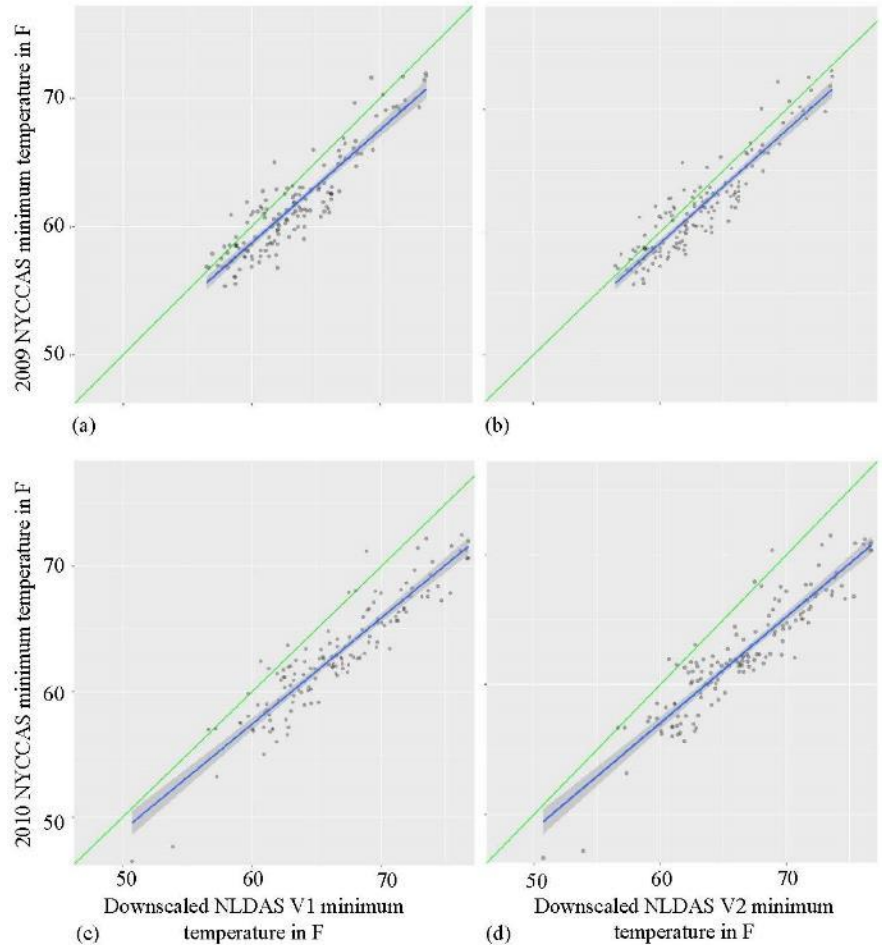 2009 NYCCAS minimum temperature in F
70
60
50
(a)
(b)
2010 NYCCAS minimum temperature in F
70
60
50
50
60
70
50
60
70
Downscaled NLDAS V1 minimum
temperature in F
Downscaled NLDAS V2 minimum
temperature in F
(c)
(d)